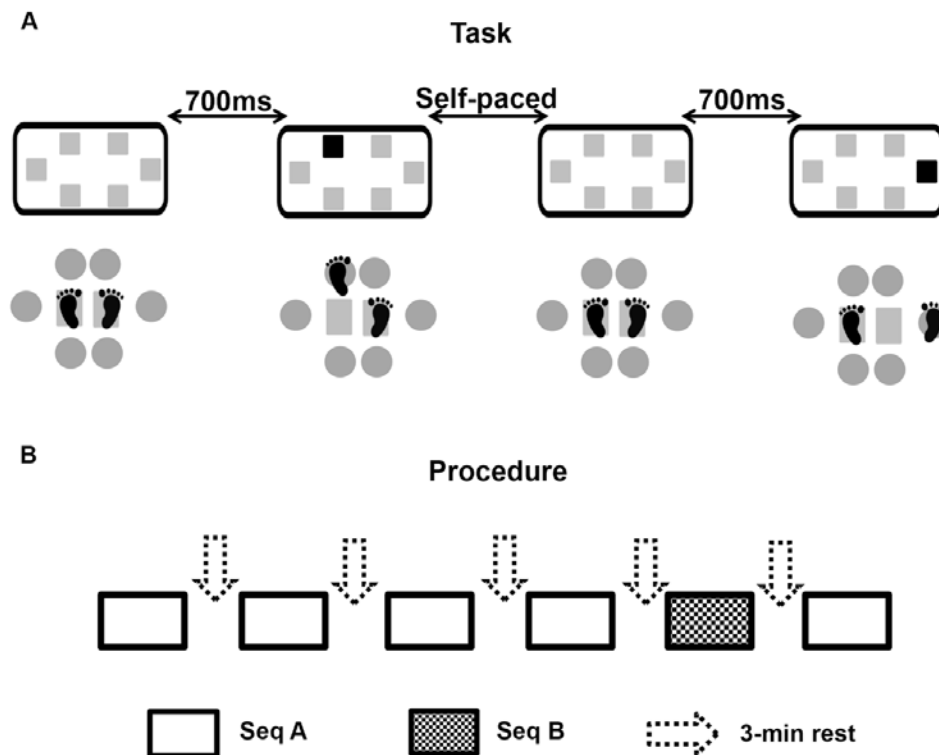 A
Task
700ms
Self-paced
700ms
B
Procedure
Seq A
Seq B
3-min rest